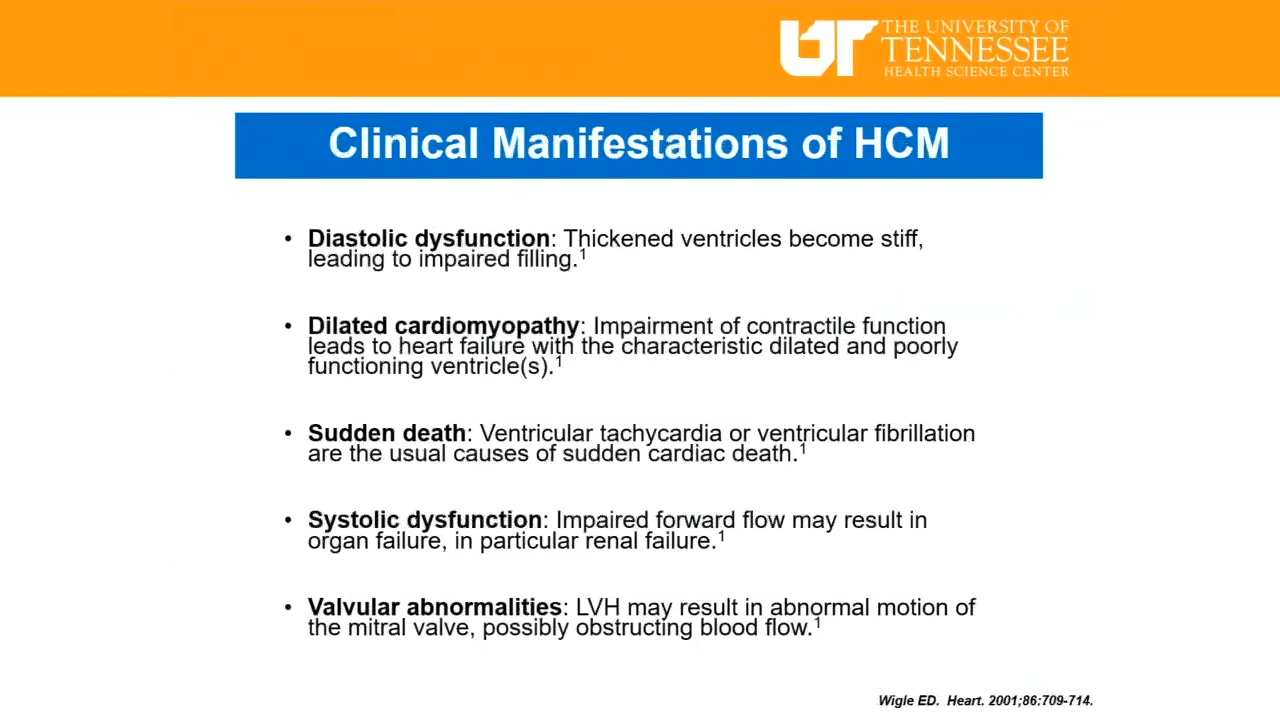 THE UNIVERSITY OF
UT TENNESSEE
HEALTH SCIENCE CENTER
Clinical Manifestations of HCM
• Diastolic dysfunction: Thickened ventricles become stiff,
leading to impaired filling.1
• Dilated cardiomyopathy: Impairment of contractile function
leads to heart failure with the characteristic dilated and poorly
functioning ventricle(s).1
• Sudden death: Ventricular tachycardia or ventricular fibrillation
are the usual causes of sudden cardiac death.1
• Systolic dysfunction: Impaired forward flow may result in
organ failure, in particular renal failure.1
• Valvular abnormalities: LVH may result in abnormal motion of
the mitral valve, possibly obstructing blood flow.1
Wigle ED. Heart. 2001;86:709-714.